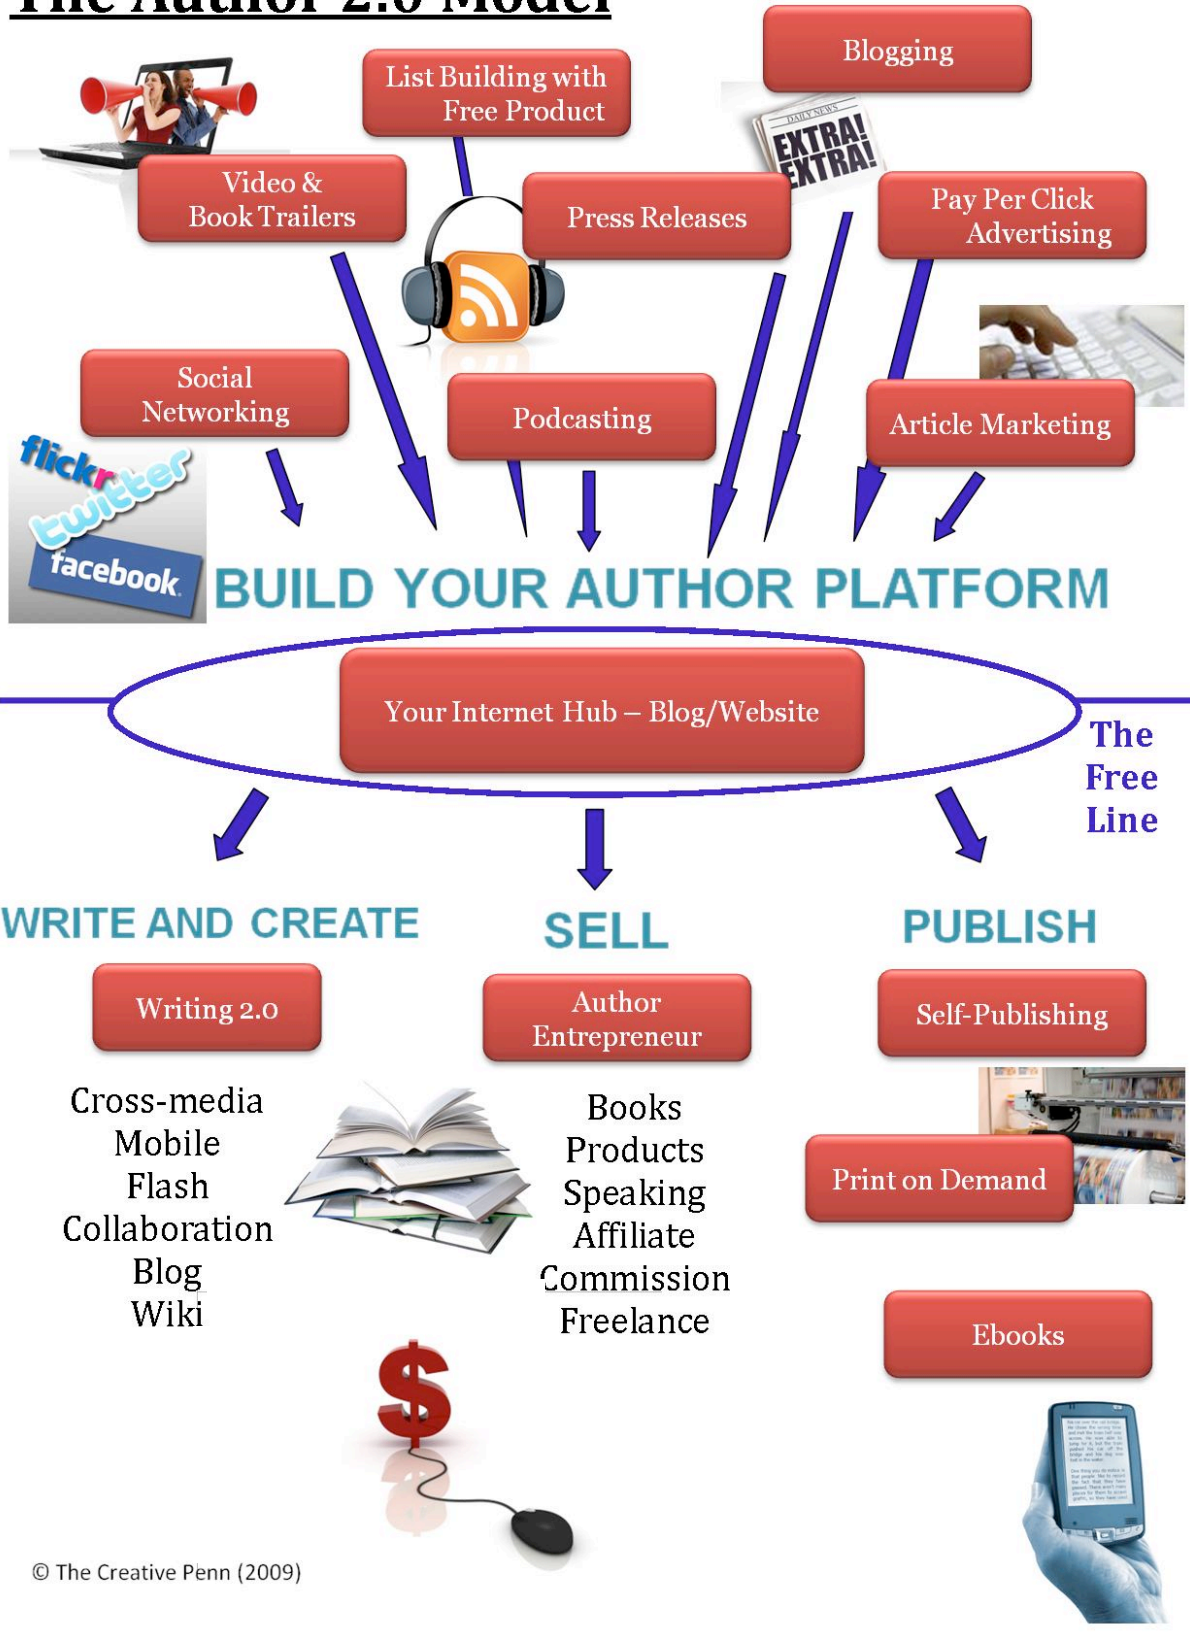 The Author 2.0 Model
Blogging
List Building with
Free Product
DAILY NEWS
EXTRA!
EXTRA!
Video &
Book Trailers
Press Releases
Pay Per Click
Advertising
Social
Networking
Podcasting
Article Marketing
flickr
twitter
facebook
BUILD YOUR AUTHOR PLATFORM
Your Internet Hub – Blog/Website
The
Free
Line
WRITE AND CREATE
SELL
PUBLISH
Writing 2.0
Author
Entrepreneur
Self-Publishing
Cross-media
Mobile
Flash
Collaboration
Blog
Wiki
Books
Products
Speaking
Affiliate
Commission
Freelance
Print on Demand
Ebooks
$
© The Creative Penn (2009)